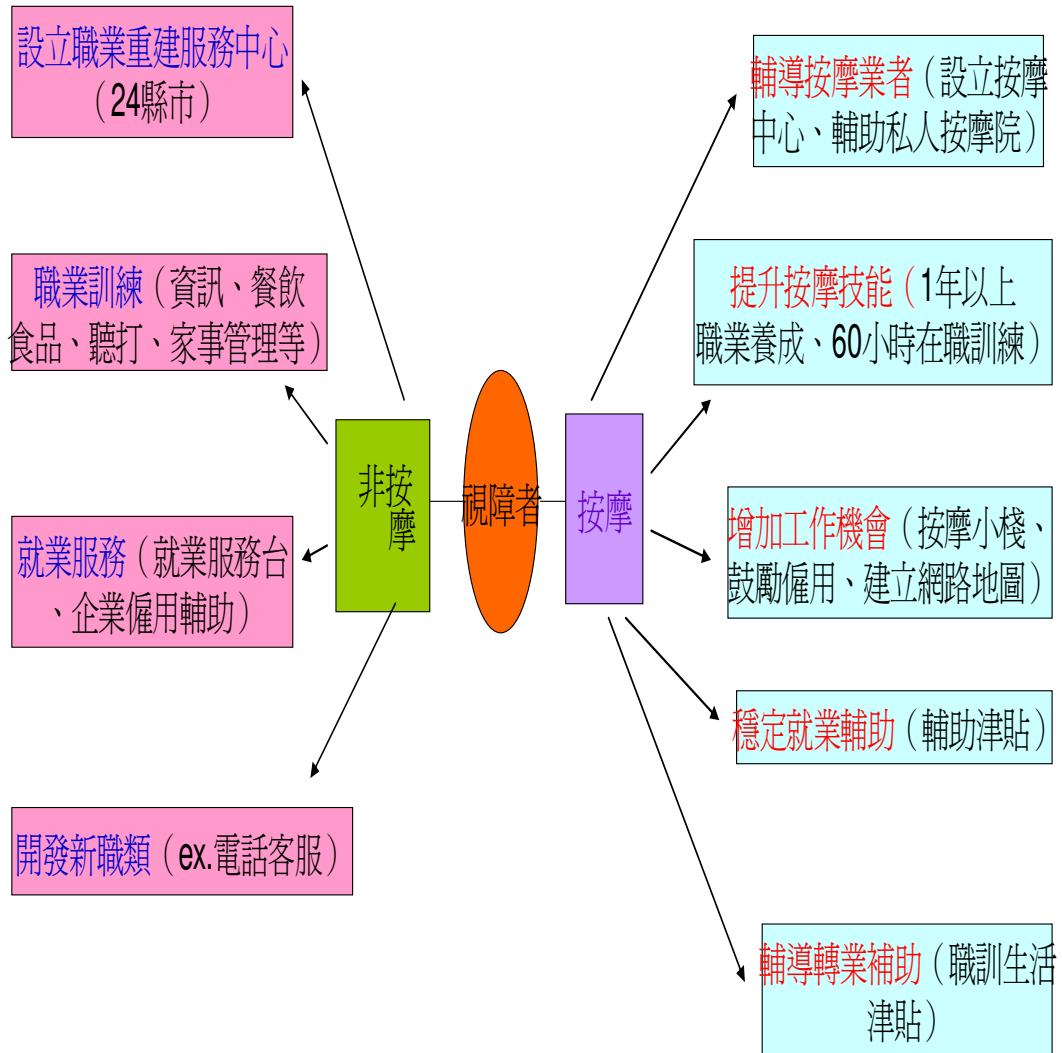 設立職業重建服務中心
（24縣市）
職業訓練（資訊、餐飲
食品、聽打、家事管理等）
就業服務（就業服務台
、企業僱用輔助）
開發新職類（ex.電話客服）
非按
摩
視障者
按摩
輔導按摩業者（設立按摩
中心、輔助私人按摩院）
提升按摩技能（1年以上
職業養成、60小時在職訓練）
增加工作機會（按摩小棧、
鼓勵僱用、建立網路地圖）
穩定就業輔助（輔助津貼）
輔導轉業補助（職訓生活
津貼）